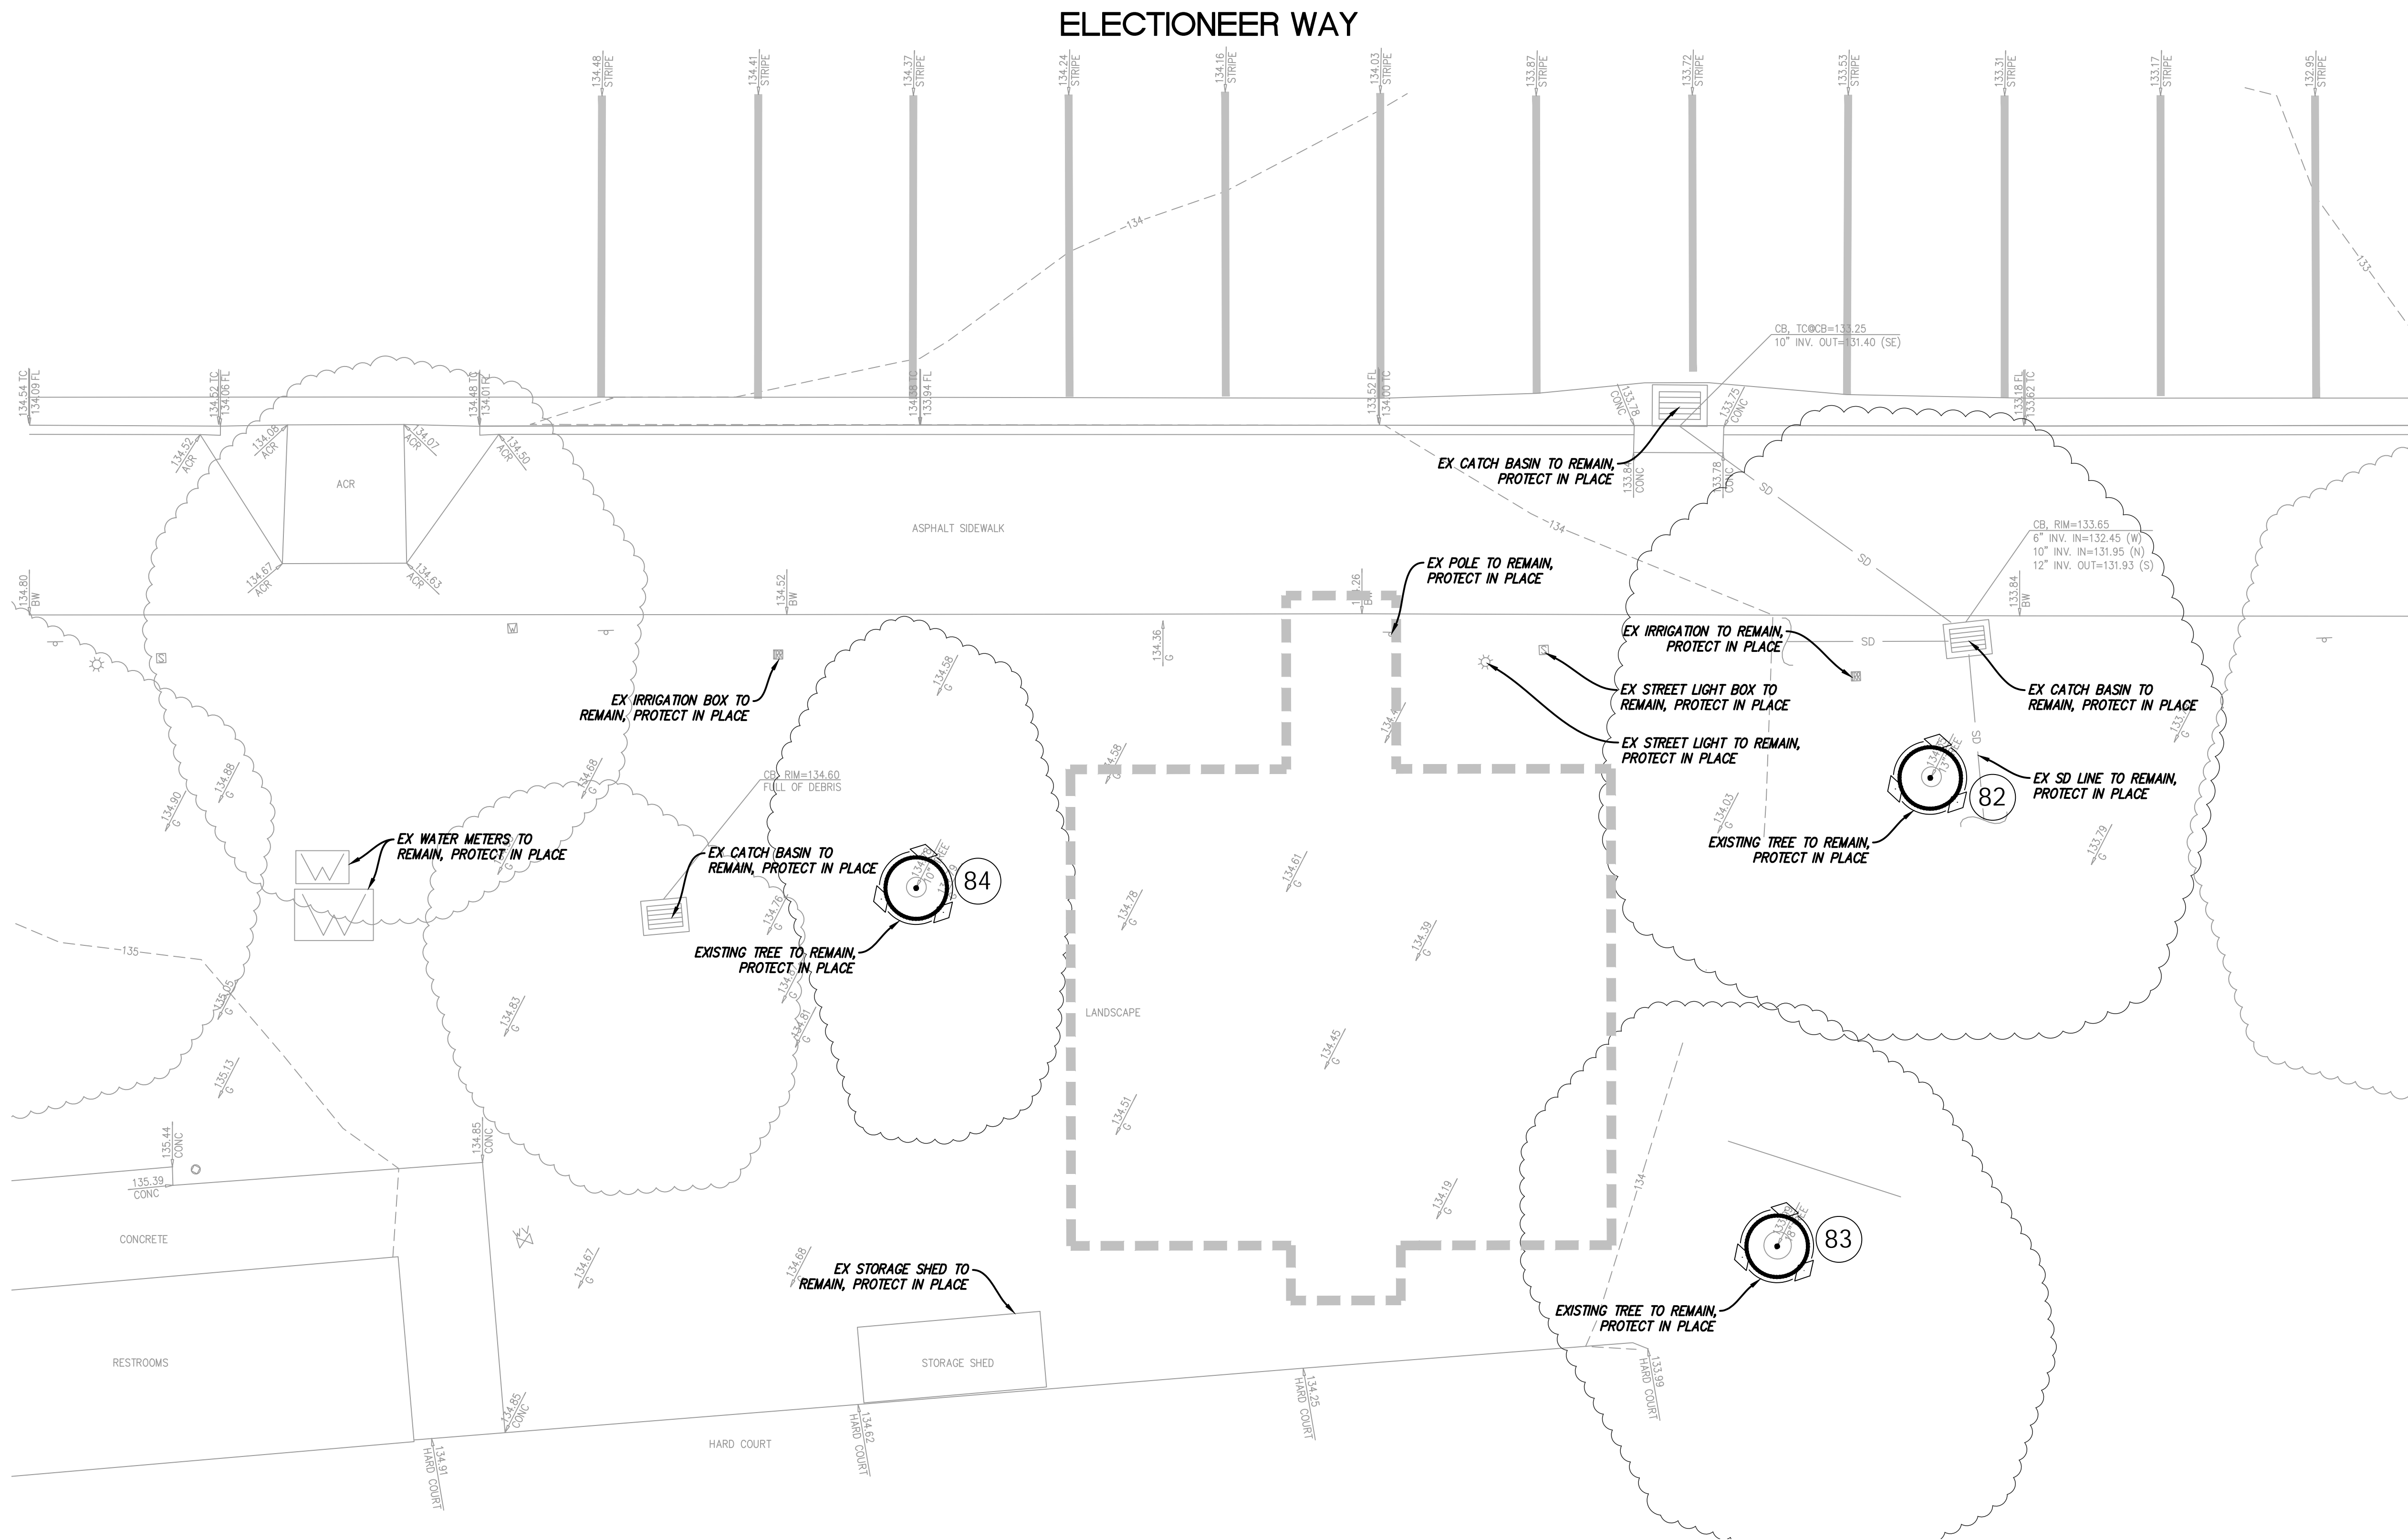 ELECTIONEER WAY
134.48
STRIPE
134.41
STRIPE
134.37
STRIPE
134.24
STRIPE
134.16
STRIPE
134.03
STRIPE
133.87
STRIPE
133.72
STRIPE
133.53
STRIPE
133.31
STRIPE
133.17
STRIPE
132.95
STRIPE
134
133
CB, TC@CB=133.25
10" INV. OUT=131.40 (SE)
134.54 TC
134.09 FL
134.52 TC
134.06 FL
134.48 TC
134.01 FL
134.38 TC
133.94 FL
133.52 FL
134.00 TC
133.78
CONC
133.75
CONC
133.18 FL
133.62 TC
134.52
ACR
134.08
ACR
134.07
ACR
134.50
ACR
ACR
EX CATCH BASIN TO REMAIN,
PROTECT IN PLACE
133.84
CONC
133.78
CONC
SD
ASPHALT SIDEWALK
134
CB, RIM=133.65
6" INV. IN=132.45 (W)
10" INV. IN=131.95 (N)
12" INV. OUT=131.93 (S)
SD
134.67
ACR
134.63
ACR
EX POLE TO REMAIN,
PROTECT IN PLACE
134.80
BW
134.52
BW
BW
133.84
BW
W
S
134.36
G
EX IRRIGATION TO REMAIN,
PROTECT IN PLACE
SD
S
134.58
G
EX IRRIGATION BOX TO
REMAIN, PROTECT IN PLACE
EX STREET LIGHT BOX TO
REMAIN, PROTECT IN PLACE
EX CATCH BASIN TO
REMAIN, PROTECT IN PLACE
G
EX STREET LIGHT TO REMAIN,
PROTECT IN PLACE
SD
134.88
G
134.68
G
CB, RIM=134.60
FULL OF DEBRIS
134.58
G
EX SD LINE TO REMAIN,
PROTECT IN PLACE
82
134.90
G
134.03
G
133.79
G
EX WATER METERS TO
REMAIN, PROTECT IN PLACE
G
EX CATCH BASIN TO
REMAIN, PROTECT IN PLACE
EXISTING TREE TO REMAIN,
PROTECT IN PLACE
W
W
84
134.61
G
134.76
G
134.78
G
134.39
G
135
EXISTING TREE TO REMAIN,
PROTECT IN PLACE
G
135.05
G
134.83
G
134.81
G
LANDSCAPE
134.45
G
135.13
G
134.51
G
135.44
CONC
134.85
CONC
135.39
CONC
134.19
G
134
CONCRETE
83
134.67
G
134.68
G
EX STORAGE SHED TO
REMAIN, PROTECT IN PLACE
EXISTING TREE TO REMAIN,
PROTECT IN PLACE
RESTROOMS
STORAGE SHED
133.99
HARD COURT
134.25
HARD COURT
134.85
CONC
134.62
HARD COURT
HARD COURT
134.91
HARD COURT